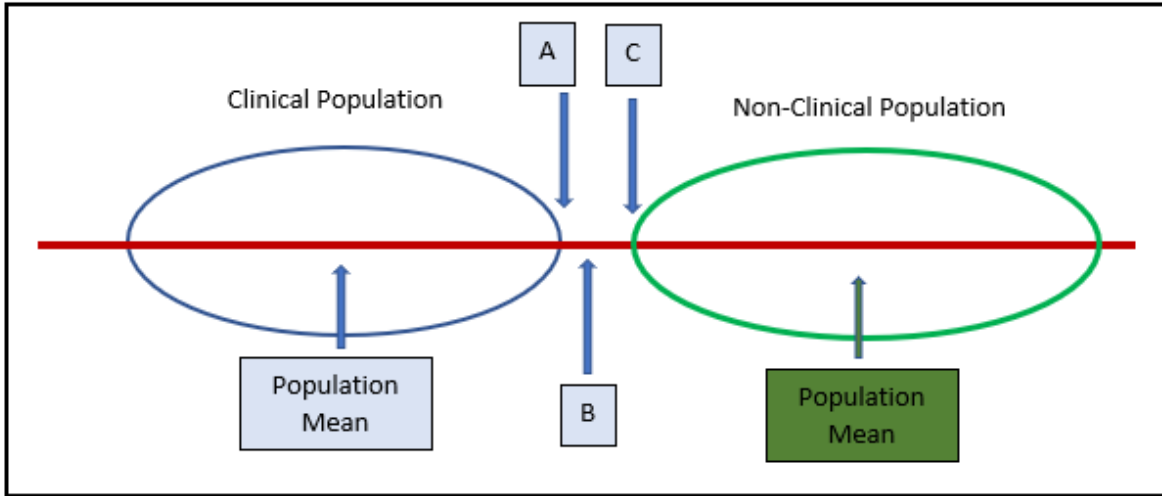 A
C
Clinical Population
Non-Clinical Population
Population
Mean
B
Population
Mean